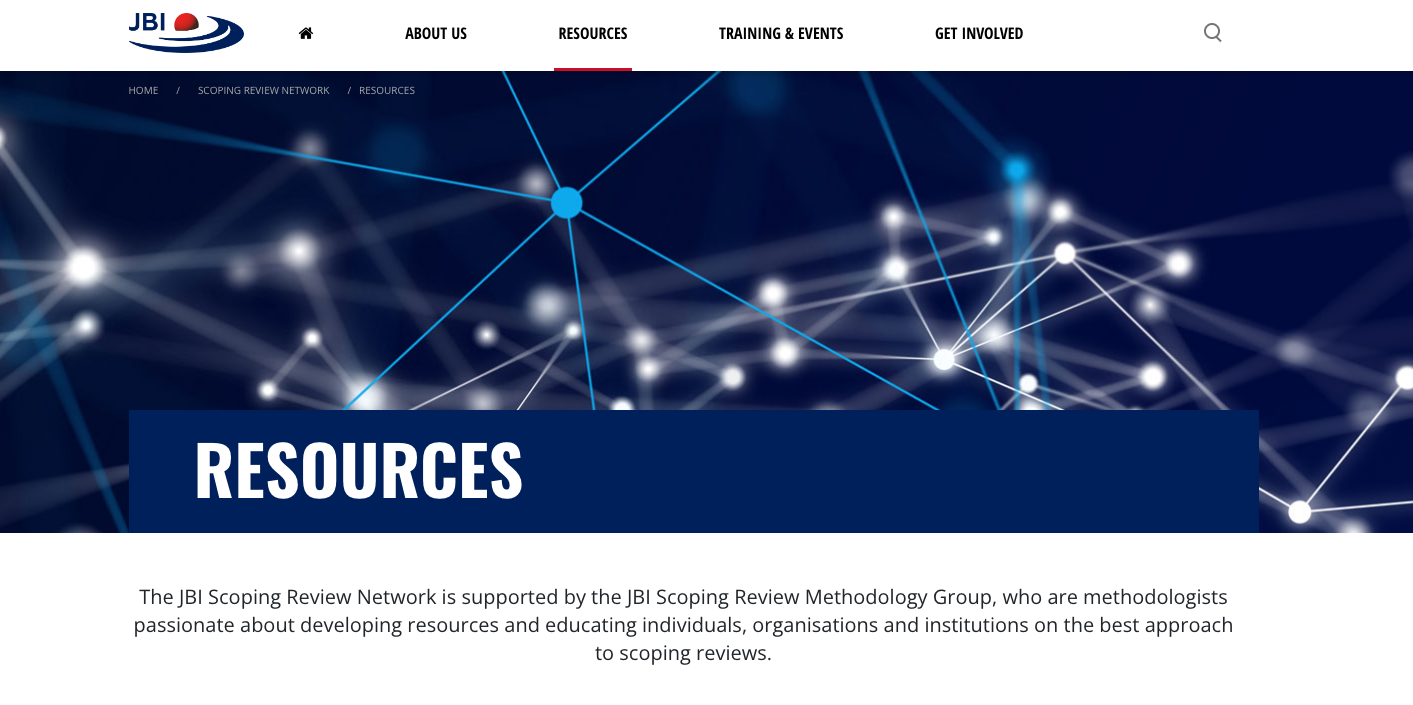 JBI
ABOUT US
RESOURCES
TRAINING & EVENTS
GET INVOLVED
HOME / SCOPING REVIEW NETWORK / RESOURCES
RESOURCES
The JBI Scoping Review Network is supported by the JBI Scoping Review Methodology Group, who are methodologists
passionate about developing resources and educating individuals, organisations and institutions on the best approach
to scoping reviews.